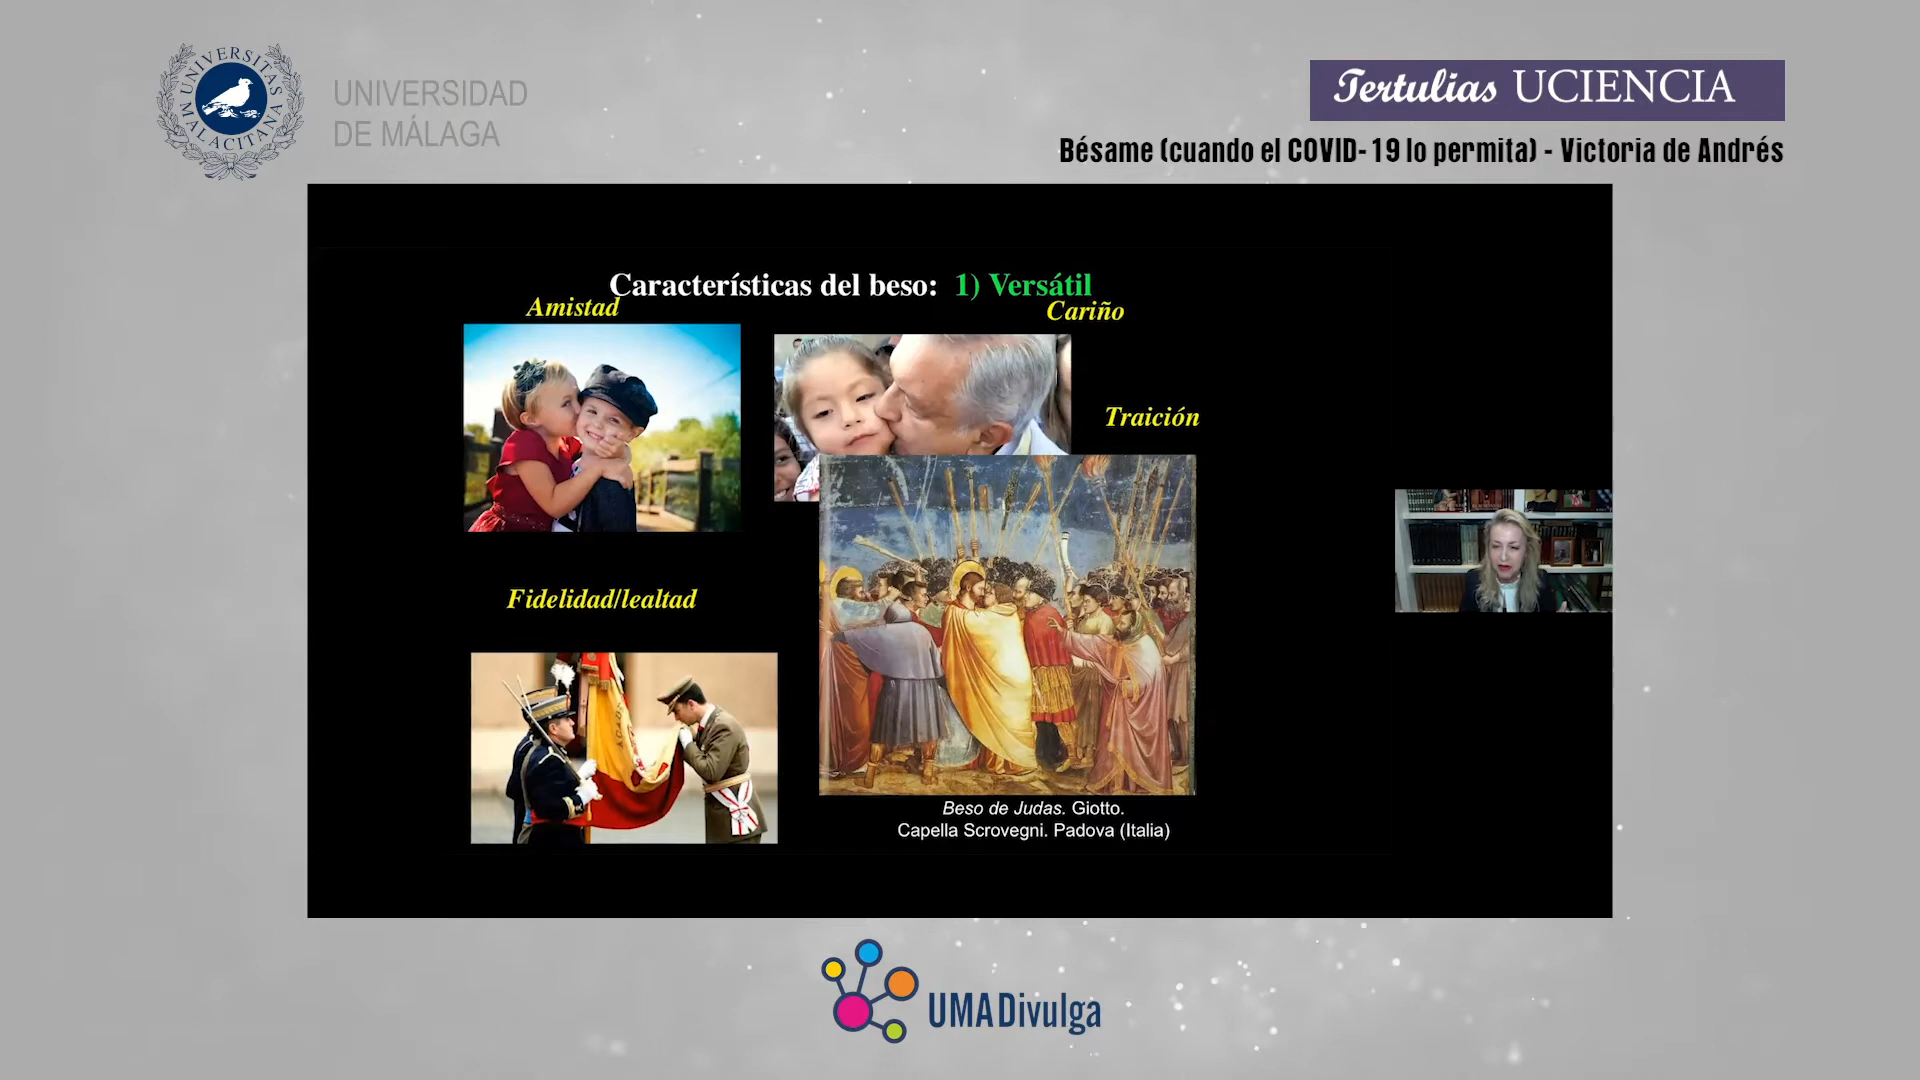 UNIVERSITAS MALACITANA
UNIVERSIDAD
DE MÁLAGA
Tertulias UCIENCIA
Bésame (cuando el COVID-19 lo permita) - Victoria de Andrés
Características del beso: 1) Versátil
Amistad
Cariño
Traición
Fidelidad/lealtad
Beso de Judas. Giotto.
Capella Scrovegni. Padova (Italia)
UMADivulga